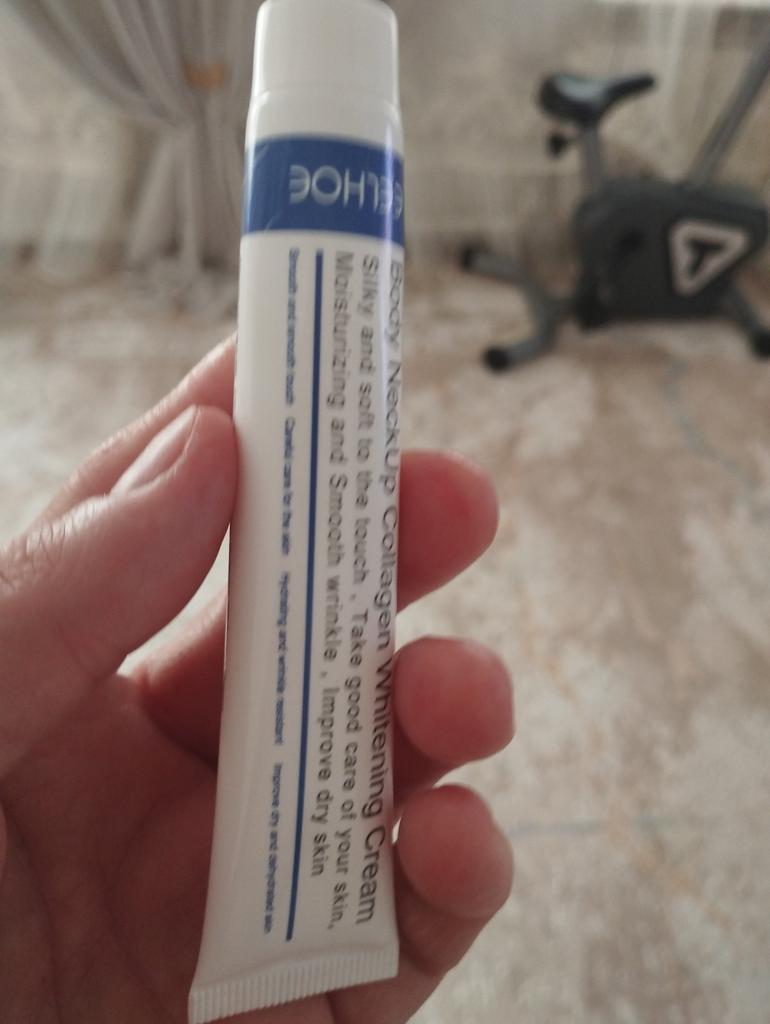 EELHOE
Body NeckUp Collagen Whitening Cream
Silky and soft to the touch , Take good care of your skin,
Moisturizing and Smooth wrinkle , Improve dry skin
Smooth and smooth touch Careful care for the skin Hydrating and wrinkle resistant Improve dry and dehydrated skin
T